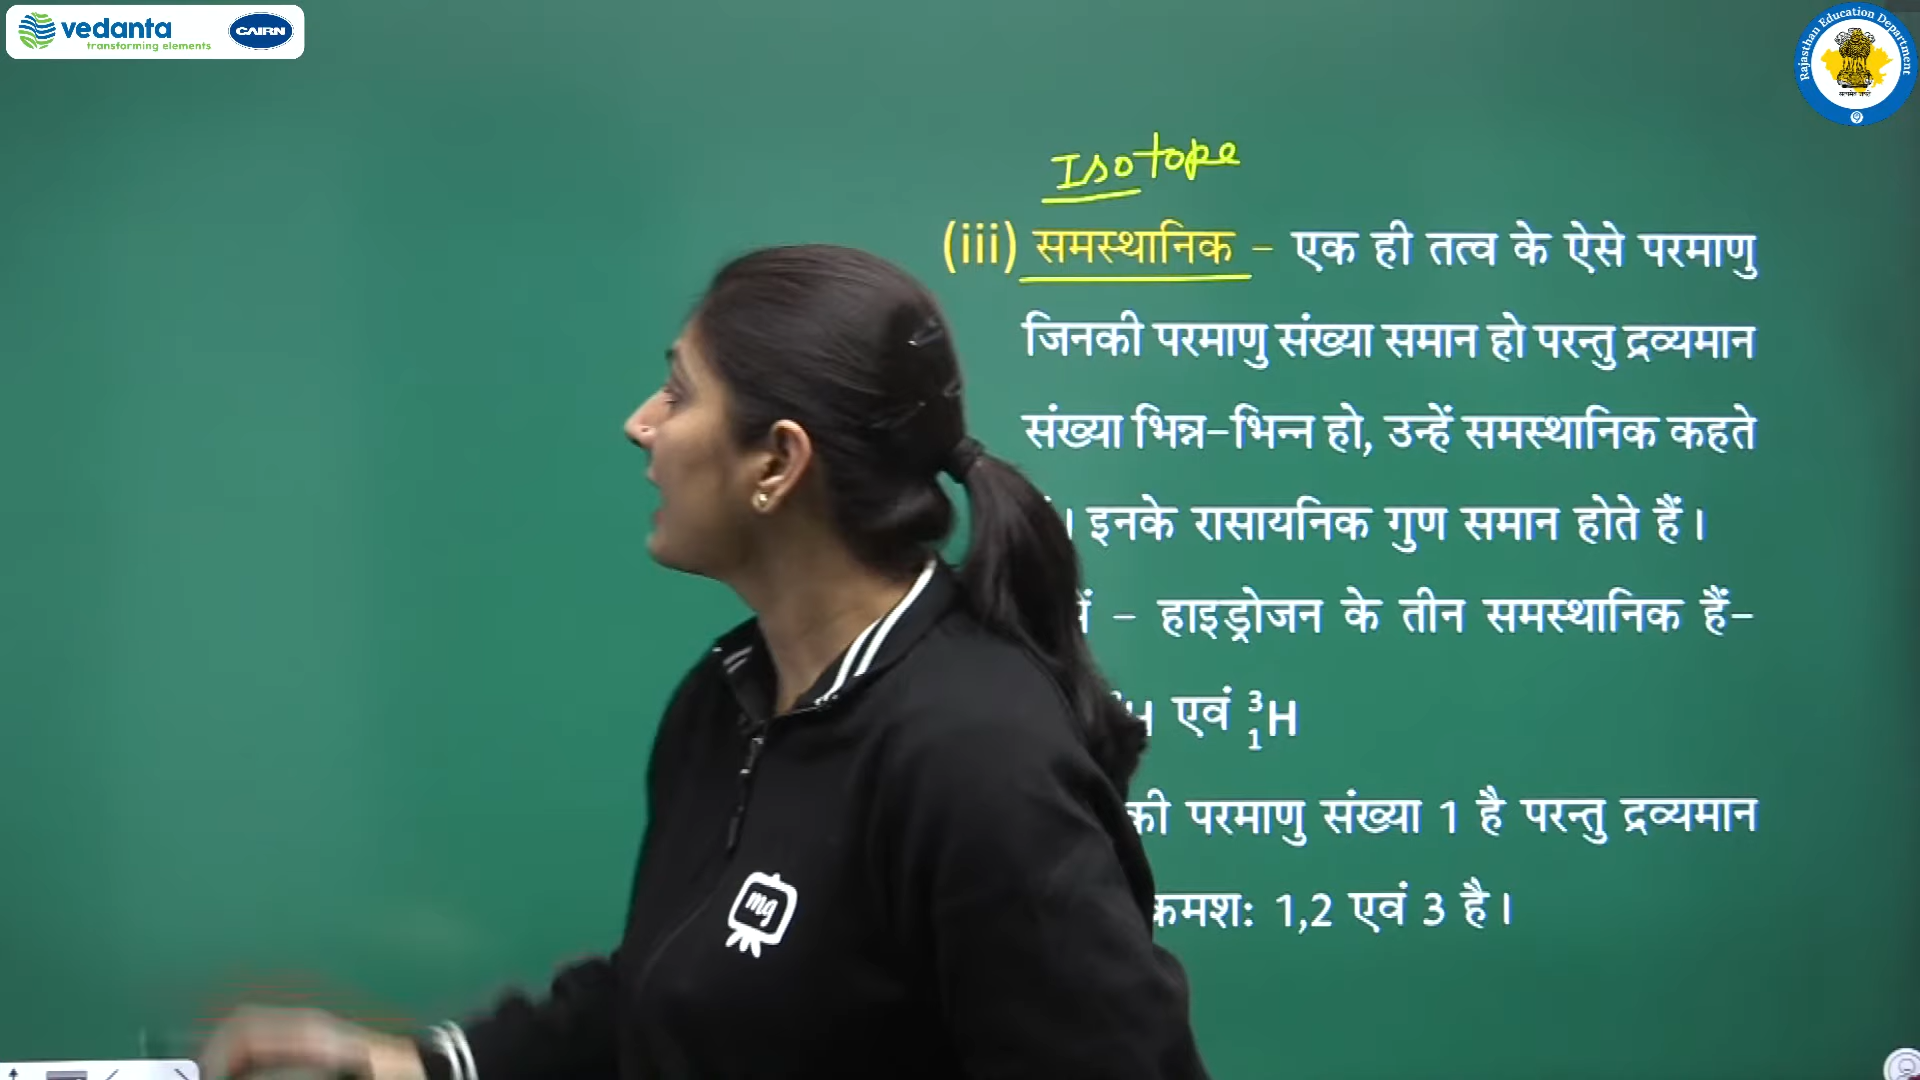 vedanta
transforming elements
CAIRN
Rajasthan Education Department
Isotope
(iii) समस्थानिक – एक ही तत्व के ऐसे परमाणु
जिनकी परमाणु संख्या समान हो परन्तु द्रव्यमान
संख्या भिन्न–भिन्न हो, उन्हें समस्थानिक कहते
। इनके रासायनिक गुण समान होते हैं।
– हाइड्रोजन के तीन समस्थानिक हैं–
H एवं ³₁H
की परमाणु संख्या 1 है परन्तु द्रव्यमान
क्रमश: 1,2 एवं 3 है।
mg